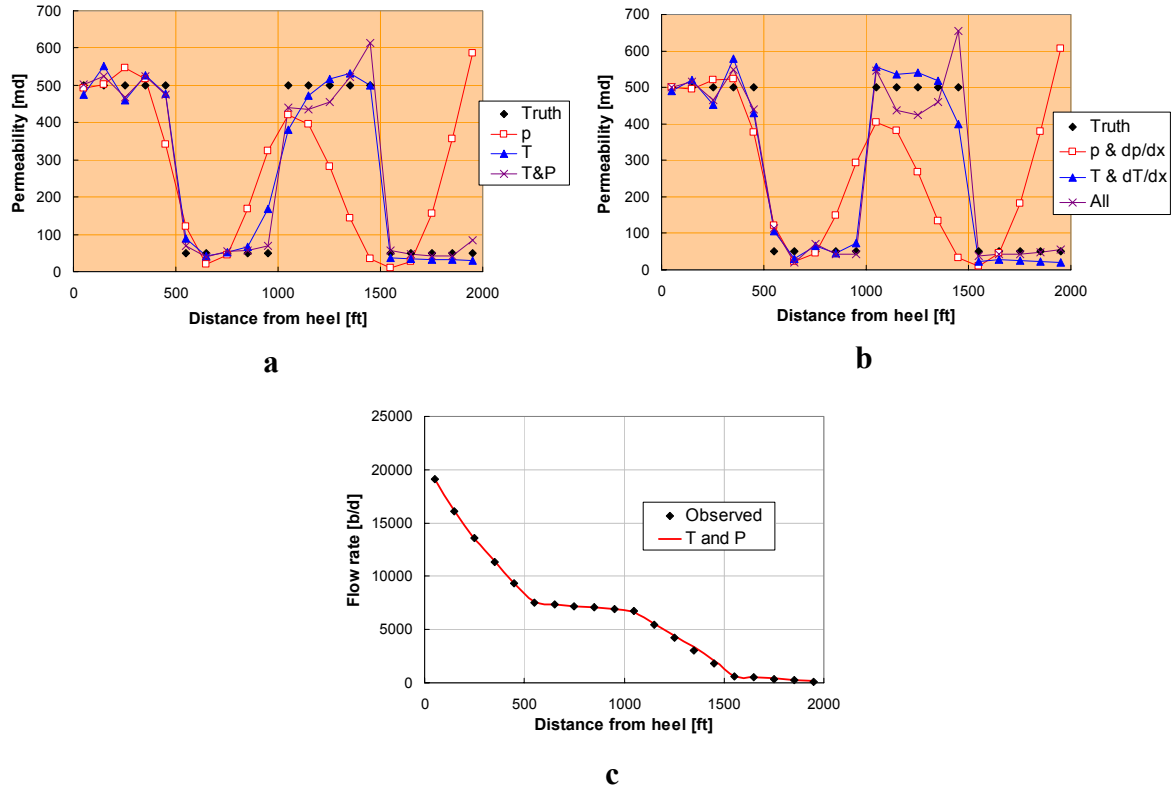 700
600
500
400
300
200
100
0
Permeability [md]
0 500 1000 1500 2000
Distance from heel [ft]
Truth
p
T
T&P
a
700
600
500
400
300
200
100
0
Permeability [md]
0 500 1000 1500 2000
Distance from heel [ft]
Truth
p & dp/dx
T & dT/dx
All
b
25000
20000
15000
10000
5000
0
Flow rate [b/d]
0 500 1000 1500 2000
Distance from heel [ft]
Observed
T and P
c